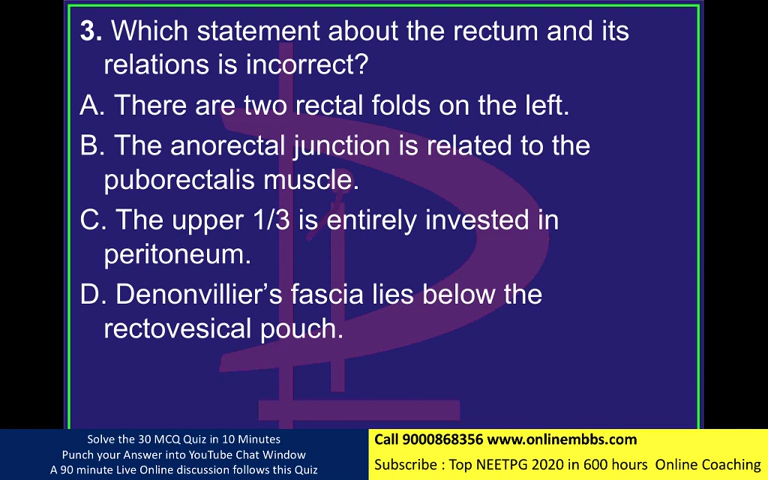 3. Which statement about the rectum and its
relations is incorrect?
A. There are two rectal folds on the left.
B. The anorectal junction is related to the
puborectalis muscle.
C. The upper 1/3 is entirely invested in
peritoneum.
D. Denonvillier's fascia lies below the
rectovesical pouch.
Solve the 30 MCQ Quiz in 10 Minutes
Punch your Answer into YouTube Chat Window
A 90 minute Live Online discussion follows this Quiz
Call 9000868356 www.onlinembbs.com
Subscribe : Top NEETPG 2020 in 600 hours Online Coaching